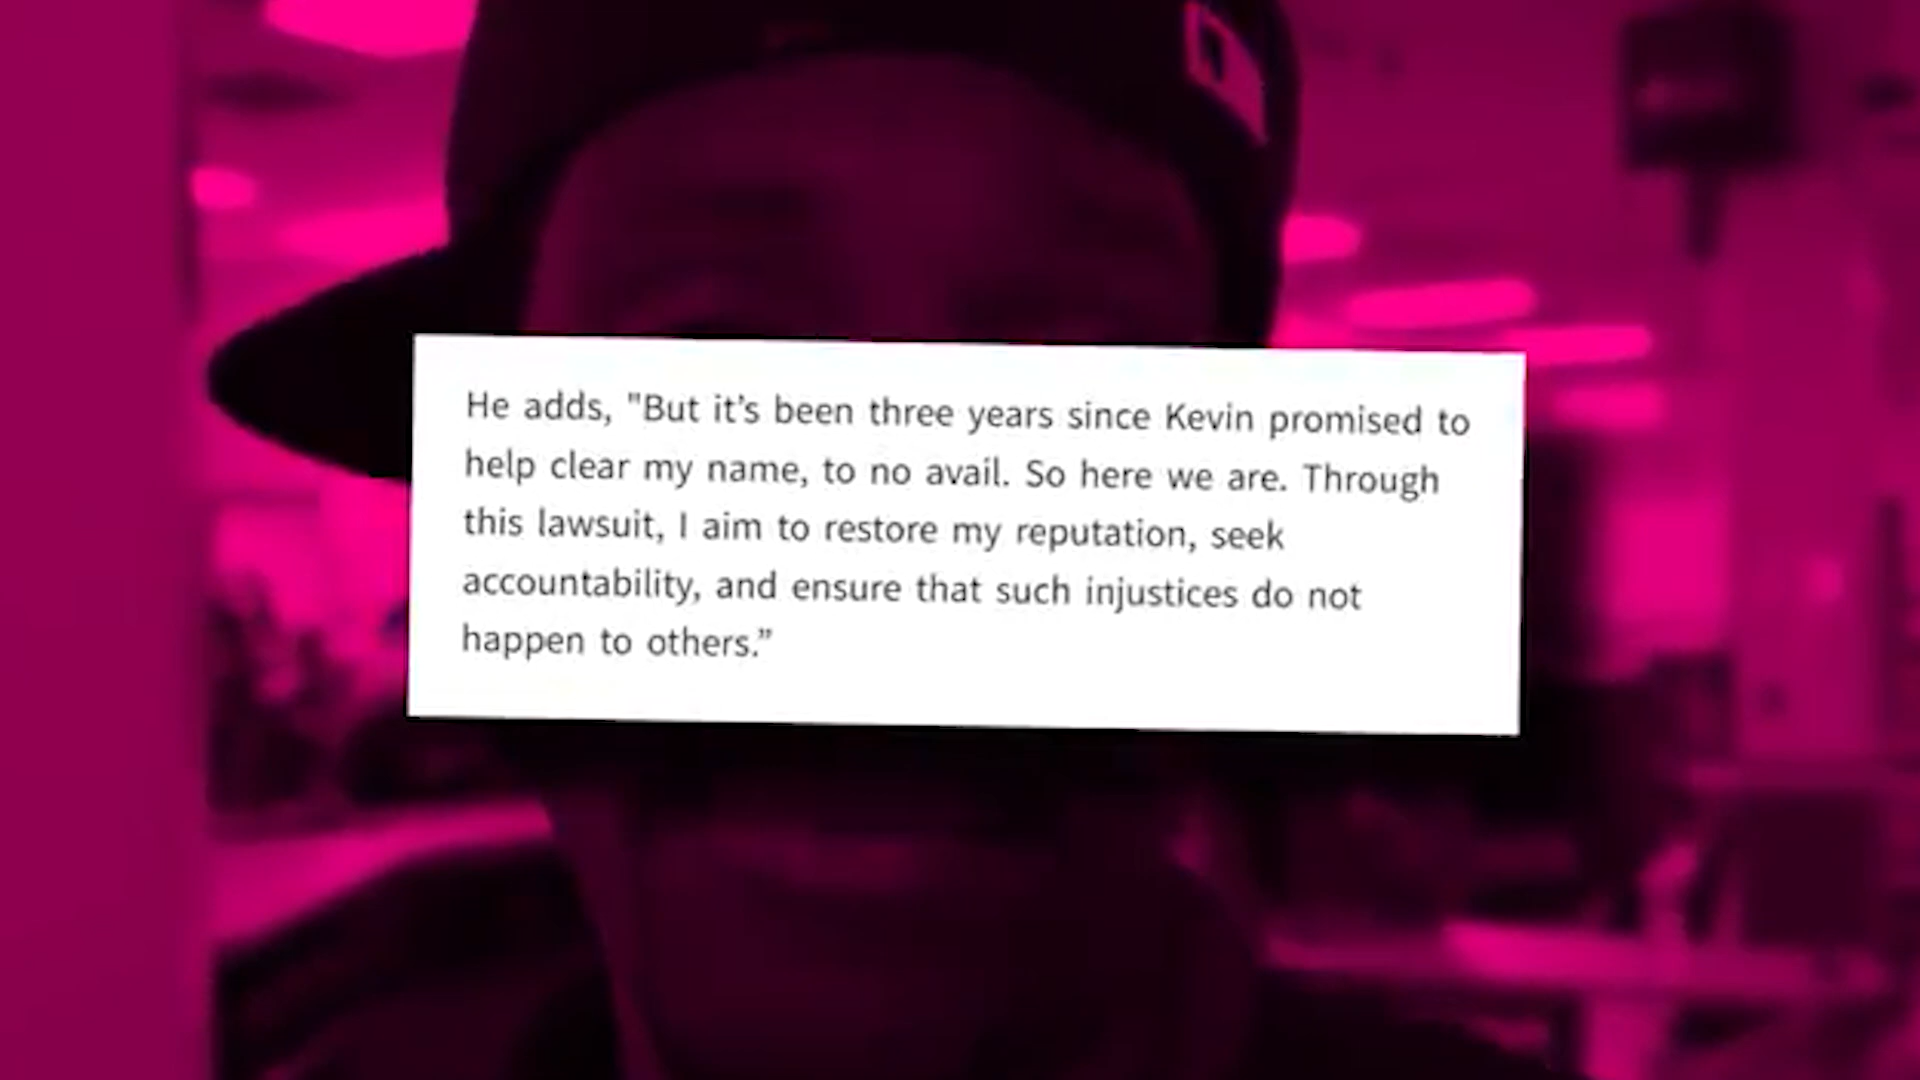 He adds, "But it’s been three years since Kevin promised to
help clear my name, to no avail. So here we are. Through
this lawsuit, I aim to restore my reputation, seek
accountability, and ensure that such injustices do not
happen to others.”